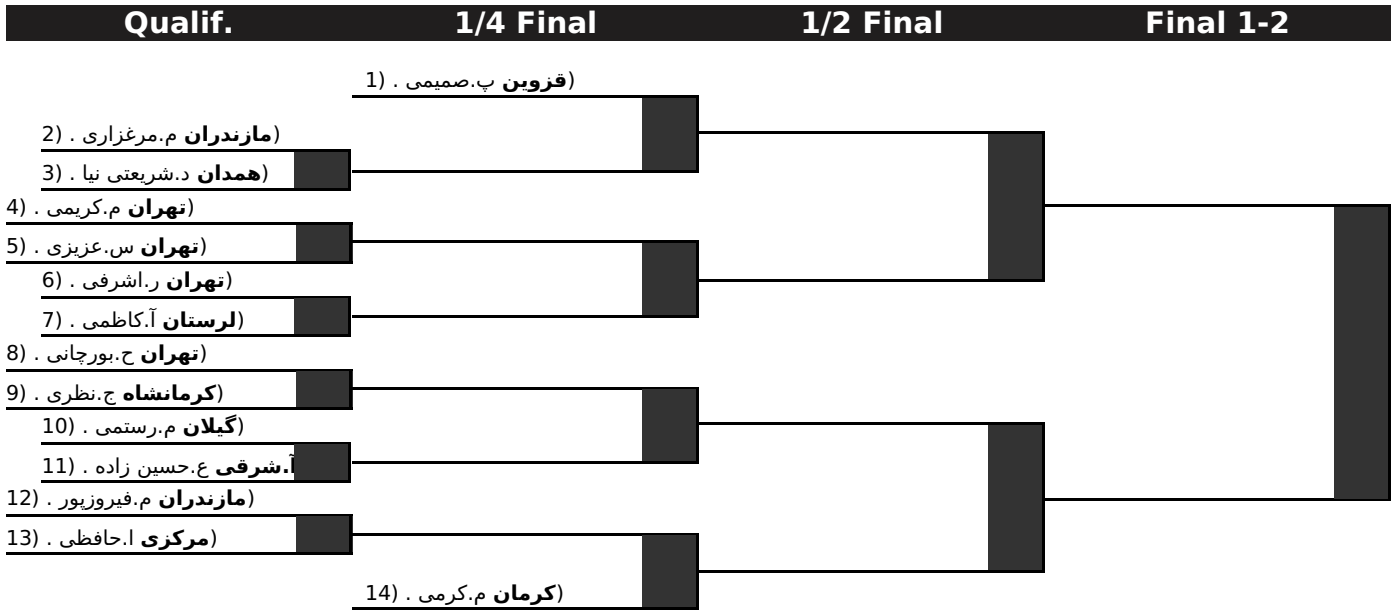 Qualif. 1/4 Final 1/2 Final Final 1-2
1) . پ.صمیمی قزوین)
2) . م.مرغزاری مازندران)
3) . د.شریعتی نیا همدان)
4) . م.کریمی تهران)
5) . س.عزیزی تهران)
6) . ر.اشرفی تهران)
7) . آ.کاظمی لرستان)
8) . ح.بورچانی تهران)
9) . ج.نظری کرمانشاه)
10) . م.رستمی گیلان)
11) . ع.حسین زاده آ.شرقی
12) . م.فیروزپور مازندران)
13) . ا.حافظی مرکزی)
14) . م.کرمی کرمان)